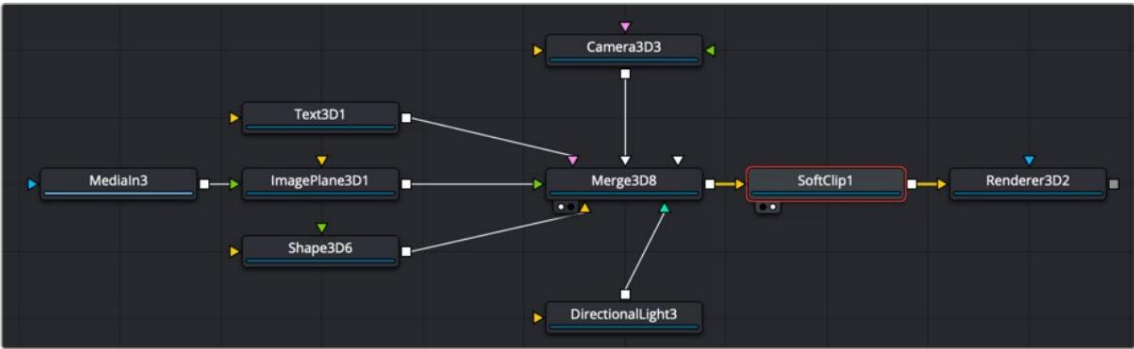 Camera3D3
Text3D1
MediaIn3
ImagePlane3D1
Merge3D8
SoftClip1
Renderer3D2
Shape3D6
DirectionalLight3